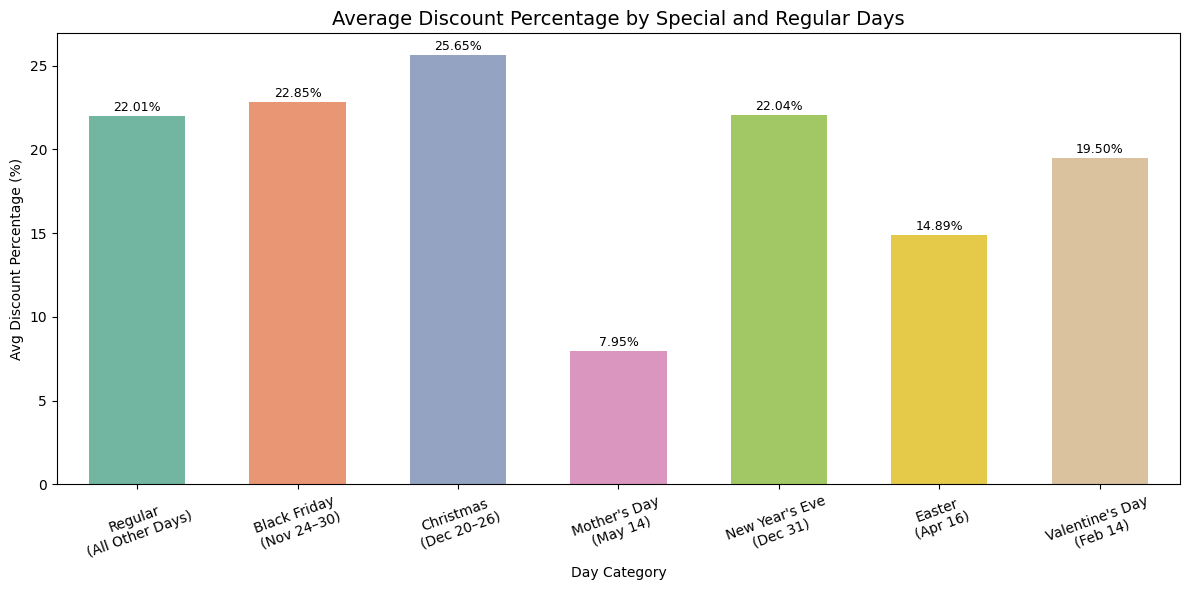 Average Discount Percentage by Special and Regular Days
Avg Discount Percentage (%)
25
20
15
10
5
0
22.01%
22.85%
25.65%
7.95%
22.04%
14.89%
19.50%
Regular
(All Other Days)
Black Friday
(Nov 24–30)
Christmas
(Dec 20–26)
Mother's Day
(May 14)
New Year's Eve
(Dec 31)
Easter
(Apr 16)
Valentine's Day
(Feb 14)
Day Category